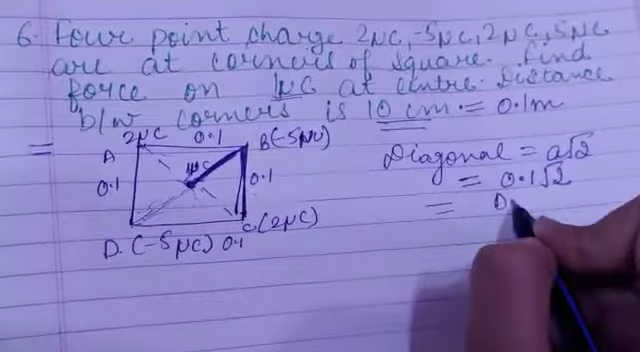 6. Four point charge 2μC, -5μC, 2μC, 5μC
are at corners of square. Find
force on 1μC at centre. Distance
b/w corners is 10 cm = 0.1m
=
2μC
0.1
A
B(-5μC)
1μC
0.1
0.1
D. (-5μC)
0.1
C(2μC)
Diagonal = a√2
= 0.1√2
=